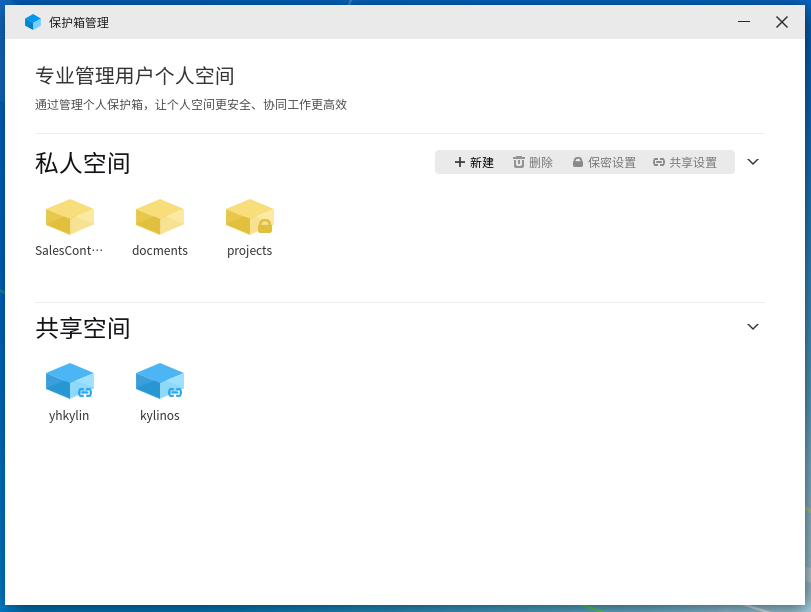 保护箱管理
专业管理用户个人空间
通过管理个人保护箱，让个人空间更安全、协同工作更高效
私人空间
新建 删除 保密设置 共享设置
SalesCont… docments projects
共享空间
yhkylin kylinos